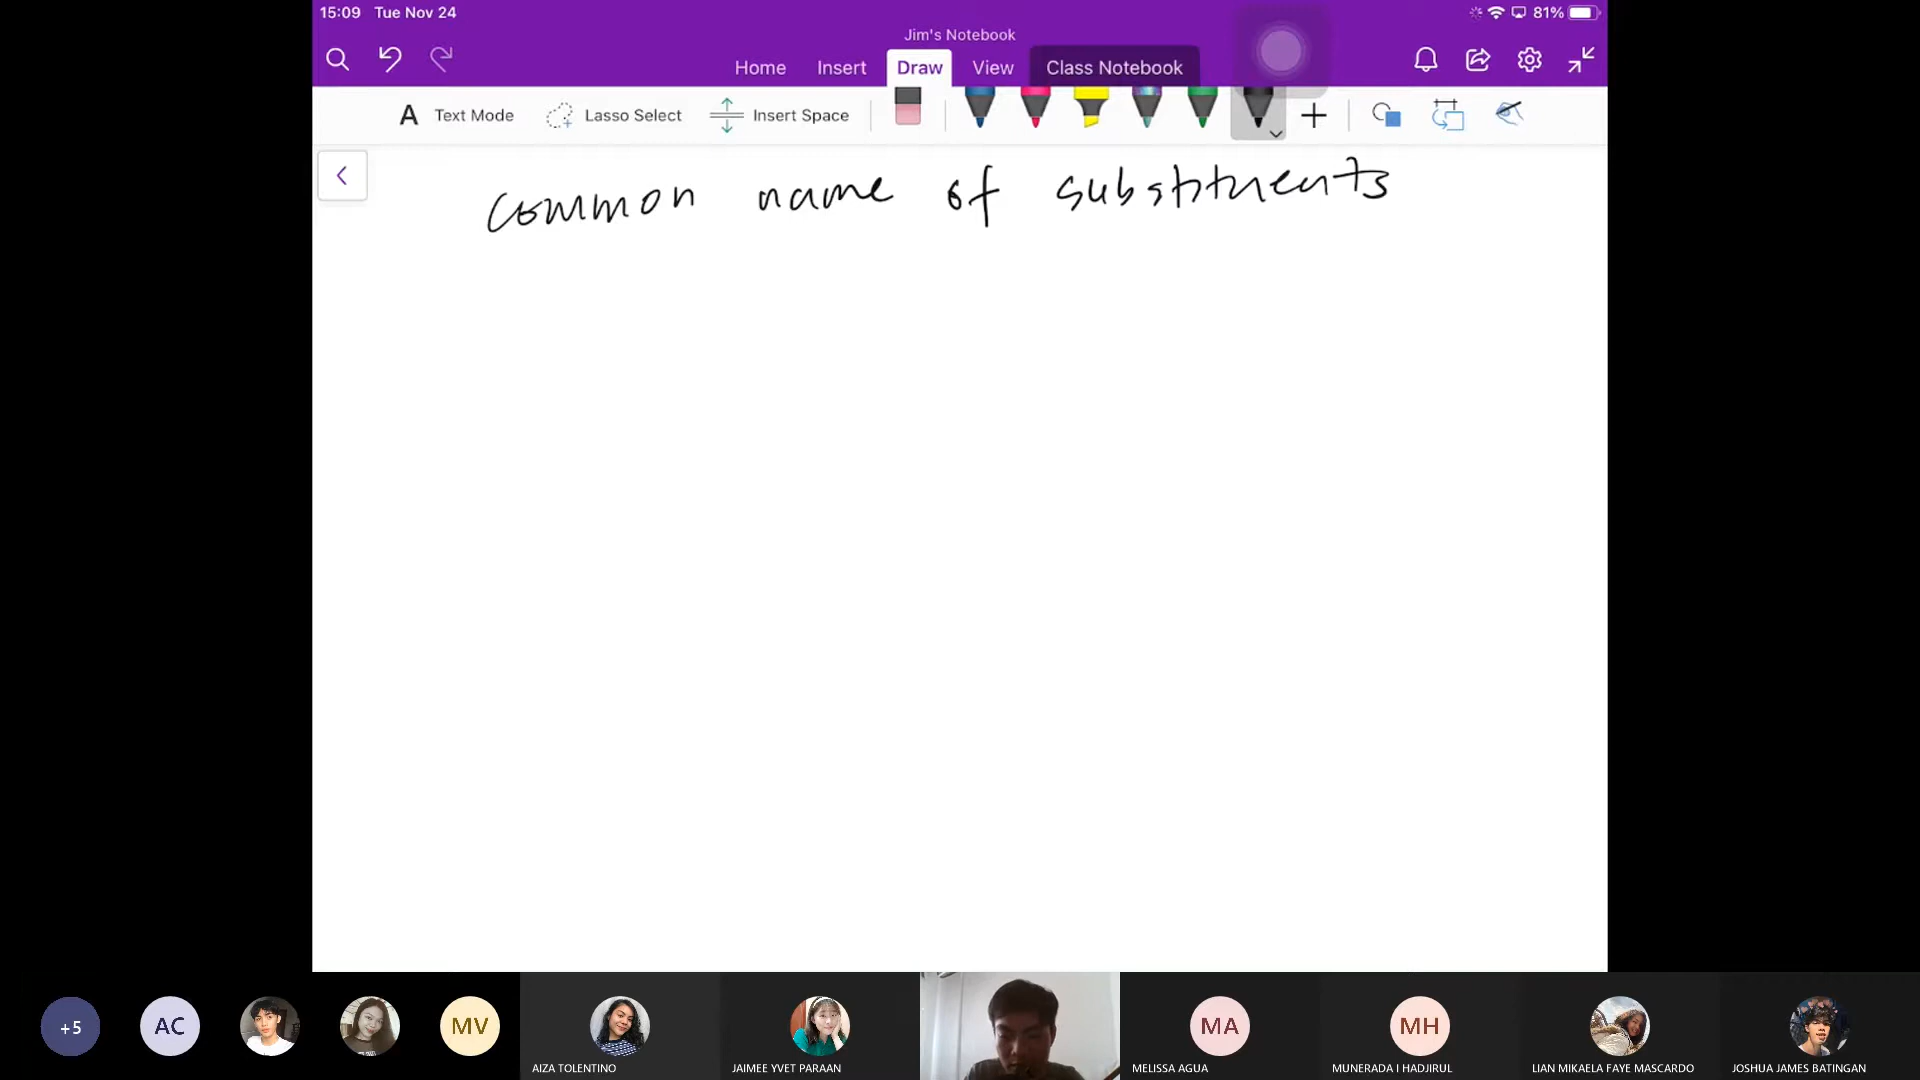 15:09 Tue Nov 24
81%
Jim's Notebook
Home Insert Draw View Class Notebook
A Text Mode Lasso Select Insert Space
common name of substituents
+5
AC
MV
AIZA TOLENTINO
JAIMEE YVET PARAAN
MA
MELISSA AGUA
MH
MUNERADA I HADJIRUL
LIAN MIKAELA FAYE MASCARDO
JOSHUA JAMES BATINGAN